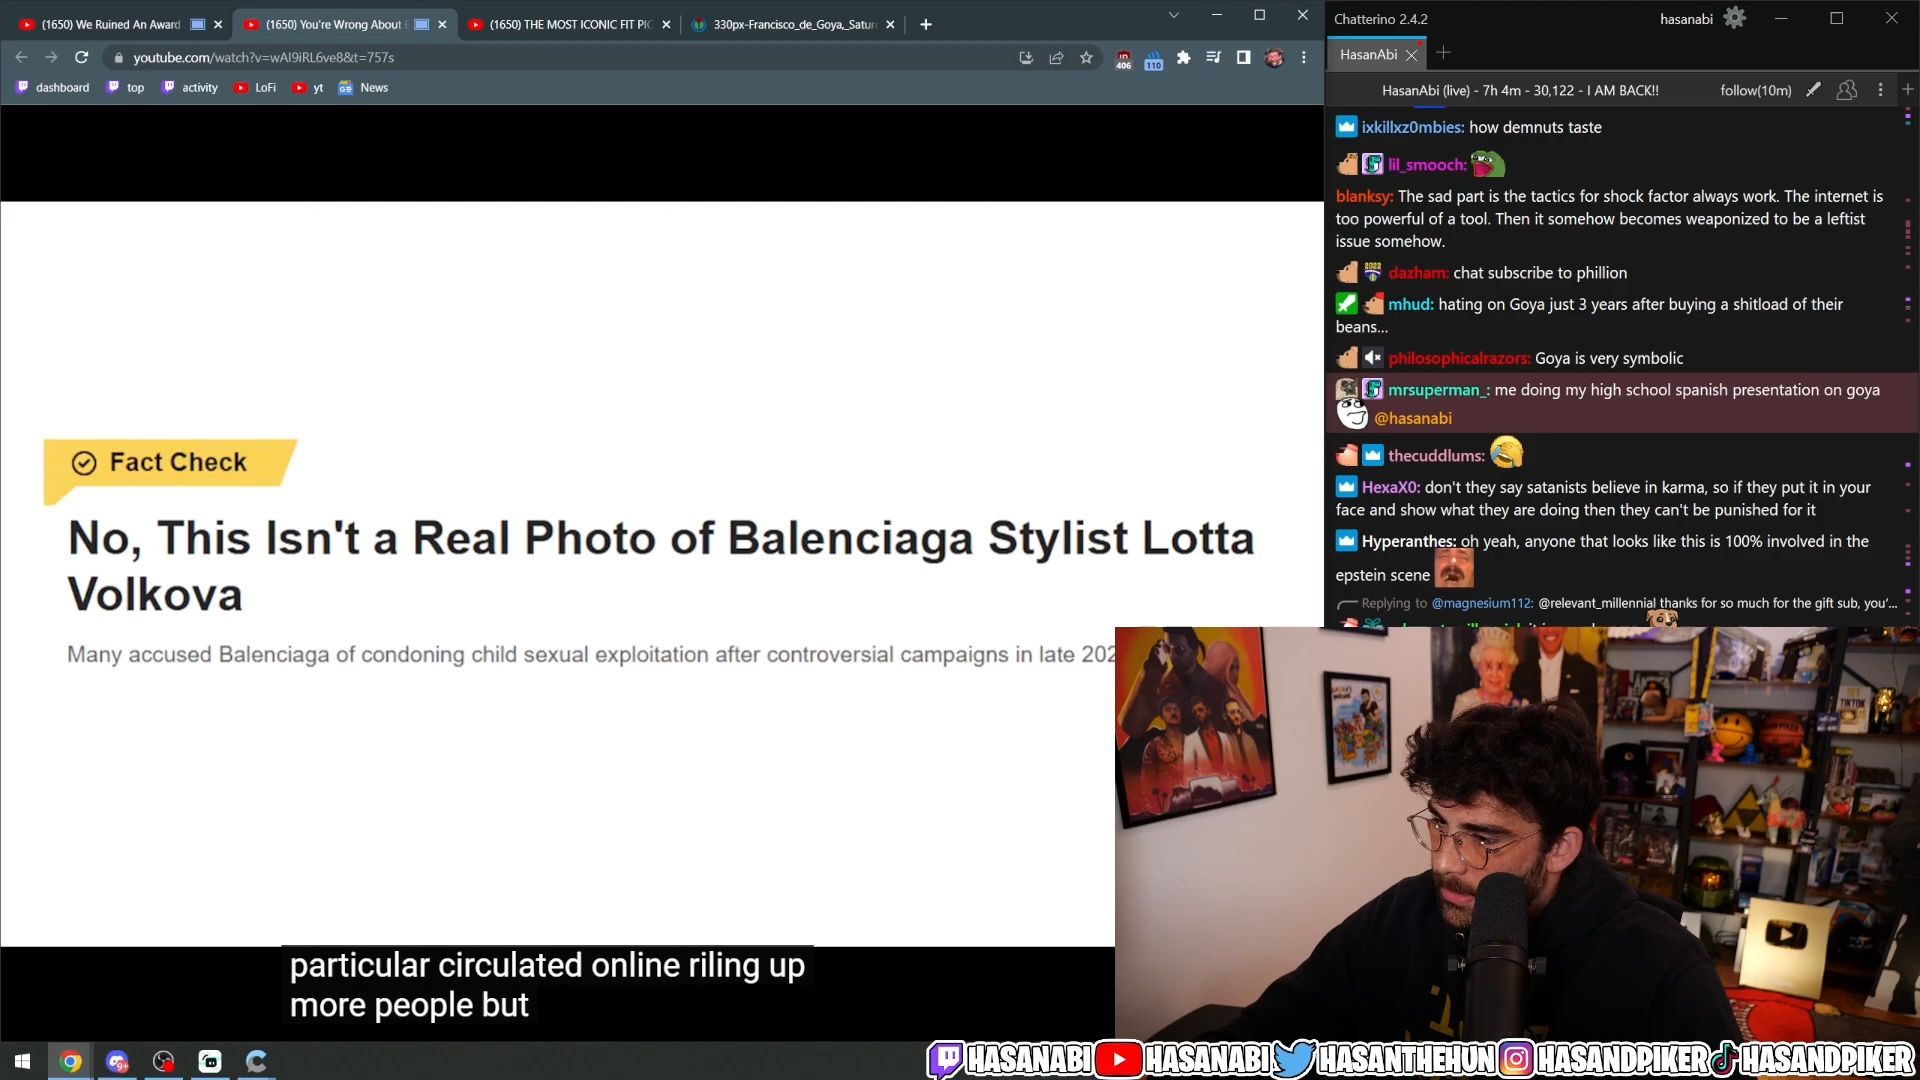 (1650) We Ruined An Award
(1650) You're Wrong About
(1650) THE MOST ICONIC FIT PIC
330px-Francisco_de_Goya,_Satur
youtube.com/watch?v=wAl9iRL6ve8&t=757s
406
110
dashboard
top
activity
LoFi
yt
News
Fact Check
No, This Isn't a Real Photo of Balenciaga Stylist Lotta
Volkova
Many accused Balenciaga of condoning child sexual exploitation after controversial campaigns in late 202
particular circulated online riling up
more people but
Chatterino 2.4.2
hasanabi
HasanAbi
HasanAbi (live) - 7h 4m - 30,122 - I AM BACK!!
follow(10m)
ixkillxz0mbies: how demnuts taste
lil_smooch:
blanksy: The sad part is the tactics for shock factor always work. The internet is
too powerful of a tool. Then it somehow becomes weaponized to be a leftist
issue somehow.
dazham: chat subscribe to phillion
mhud: hating on Goya just 3 years after buying a shitload of their
beans...
philosophicalrazors: Goya is very symbolic
mrsuperman_: me doing my high school spanish presentation on goya
@hasanabi
thecuddlums:
HexaX0: don't they say satanists believe in karma, so if they put it in your
face and show what they are doing then they can't be punished for it
Hyperanthes: oh yeah, anyone that looks like this is 100% involved in the
epstein scene
Replying to @magnesium112: @relevant_millennial thanks for so much for the gift sub, you'...
HASANABI HASANABI HASANTHEHUN HASANDPIKER HASANDPIKER